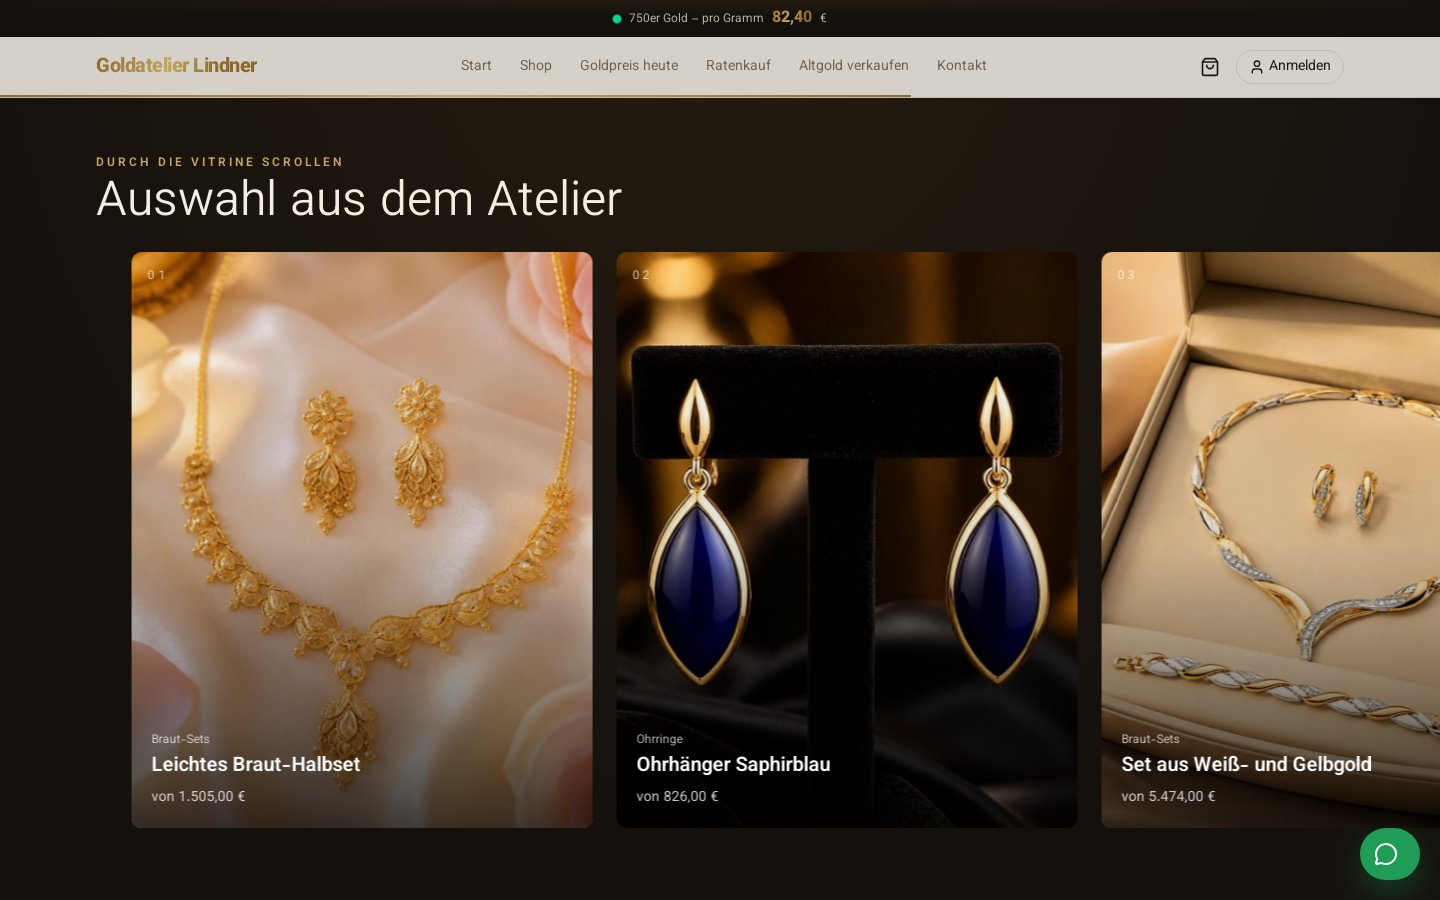 750er Gold – pro Gramm 82,40 €
Goldatelier Lindner
Start
Shop
Goldpreis heute
Ratenkauf
Altgold verkaufen
Kontakt
Anmelden
DURCH DIE VITRINE SCROLLEN
Auswahl aus dem Atelier
01
Braut-Sets
Leichtes Braut-Halbset
von 1.505,00 €
02
Ohrringe
Ohrhänger Saphirblau
von 826,00 €
03
Braut-Sets
Set aus Weiß- und Gelbgold
von 5.474,00 €